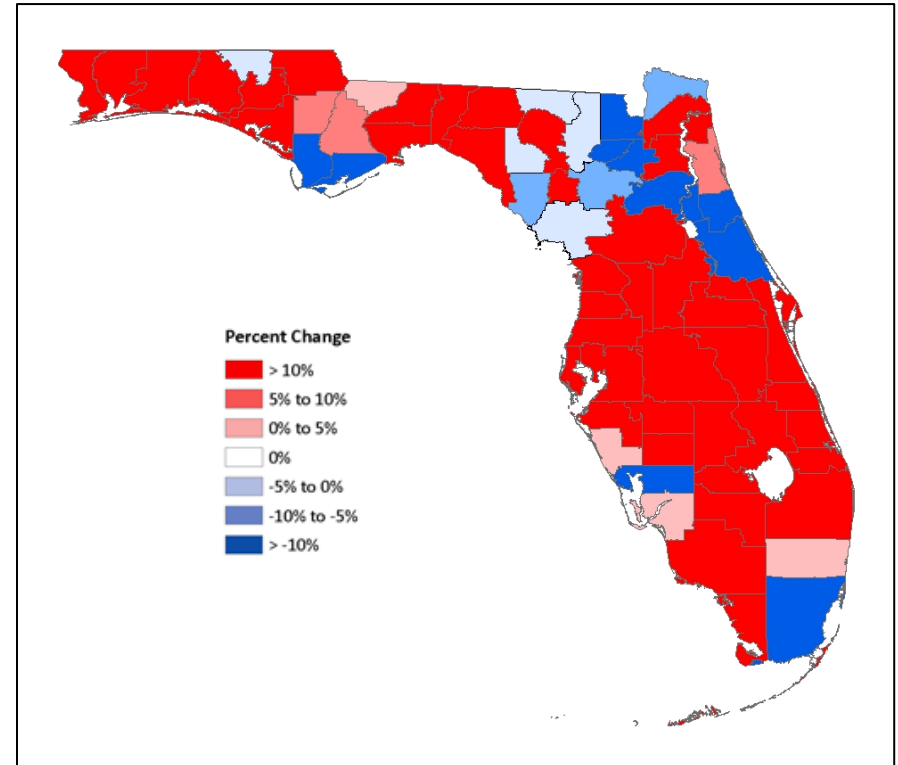 Percent Change
> 10%
5% to 10%
0% to 5%
0%
-5% to 0%
-10% to -5%
> -10%